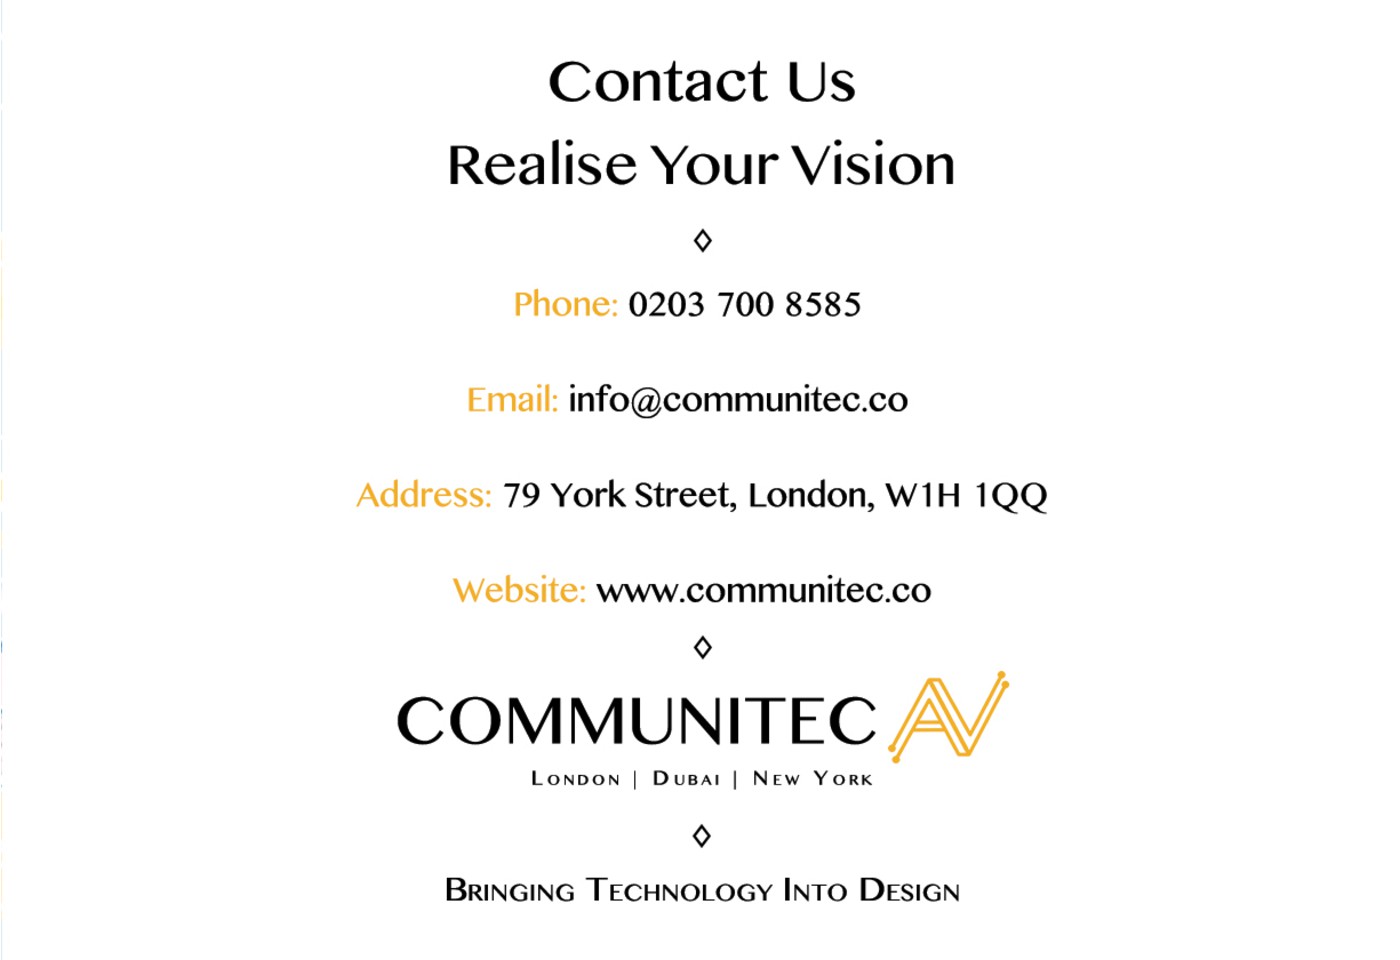 Contact Us
Realise Your Vision
◊
Phone: 0203 700 8585
Email: info@communitec.co
Address: 79 York Street, London, W1H 1QQ
Website: www.communitec.co
◊
COMMUNITEC AV
London | Dubai | New York
◊
Bringing Technology Into Design